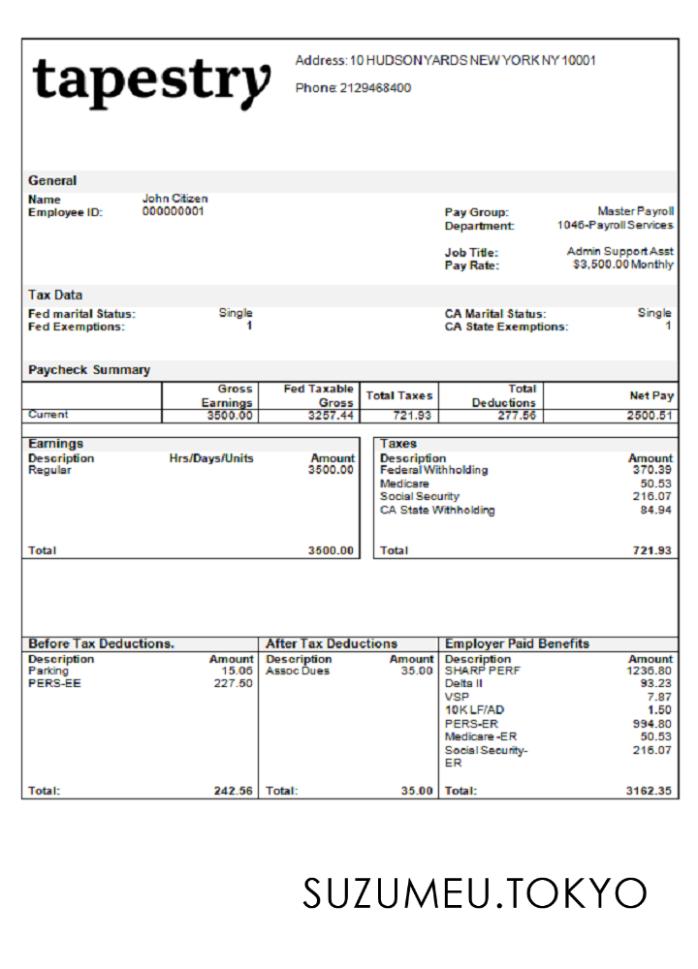 tapestry
Address: 10 HUDSON YARDS NEW YORK NY 10001
Phone: 2129468400
General
Name John Citizen
Employee ID: 000000001
Pay Group: Master Payroll
Department: 1046-Payroll Services
Job Title: Admin Support Asst
Pay Rate: $3,500.00 Monthly
Tax Data
Fed marital Status: Single CA Marital Status: Single
Fed Exemptions: 1 CA State Exemptions: 1
Paycheck Summary
Gross Earnings Fed Taxable Gross Total Taxes Total Deductions Net Pay
Current 3500.00 3257.44 721.93 277.56 2500.51
Earnings
Description Hrs/Days/Units Amount
Regular 3500.00
Total 3500.00
Taxes
Description Amount
Federal Withholding 370.39
Medicare 50.53
Social Security 216.07
CA State Withholding 84.94
Total 721.93
Before Tax Deductions.
Description Amount
Parking 15.06
PERS-EE 227.50
Total: 242.56
After Tax Deductions
Description Amount
Assoc Dues 35.00
Total: 35.00
Employer Paid Benefits
Description Amount
SHARP PERF 1236.80
Delta II 93.23
VSP 7.87
10K LF/AD 1.50
PERS-ER 994.80
Medicare -ER 50.53
Social Security- 216.07
ER
Total: 3162.35
SUZUMEU.TOKYO